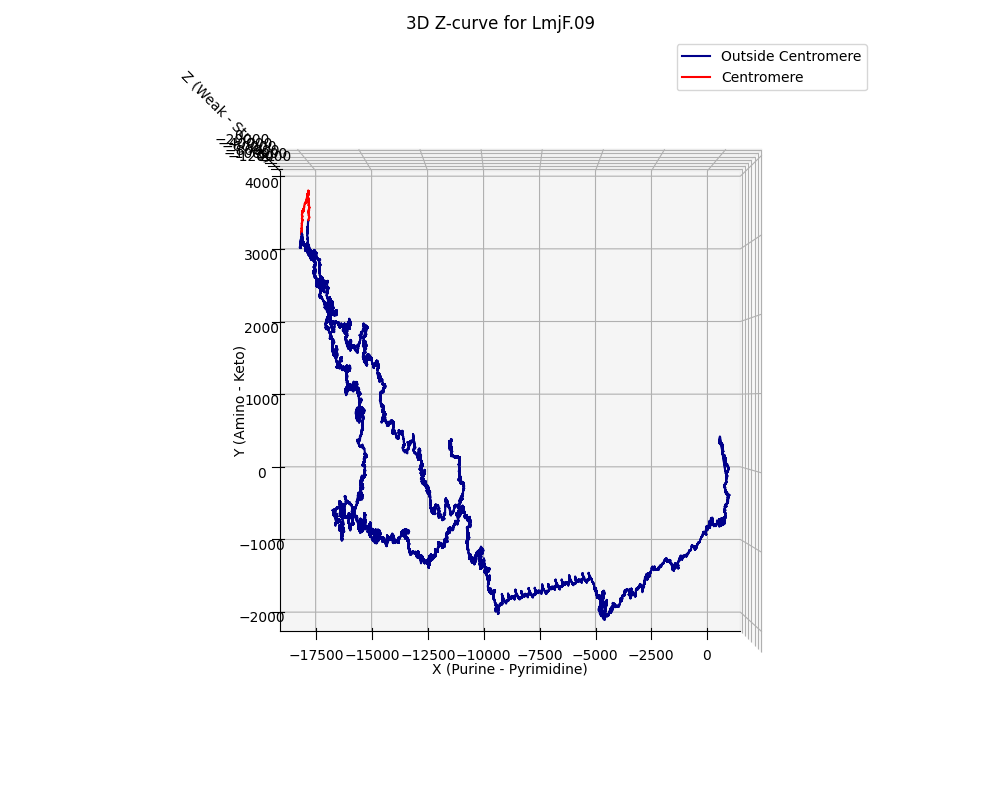 3D Z-curve for LmjF.09
Outside Centromere
Centromere
Z (Weak -
4000
3000
2000
1000
0
−1000
−2000
Y (Amino - Keto)
−17500 −15000 −12500 −10000 −7500 −5000 −2500 0
X (Purine - Pyrimidine)